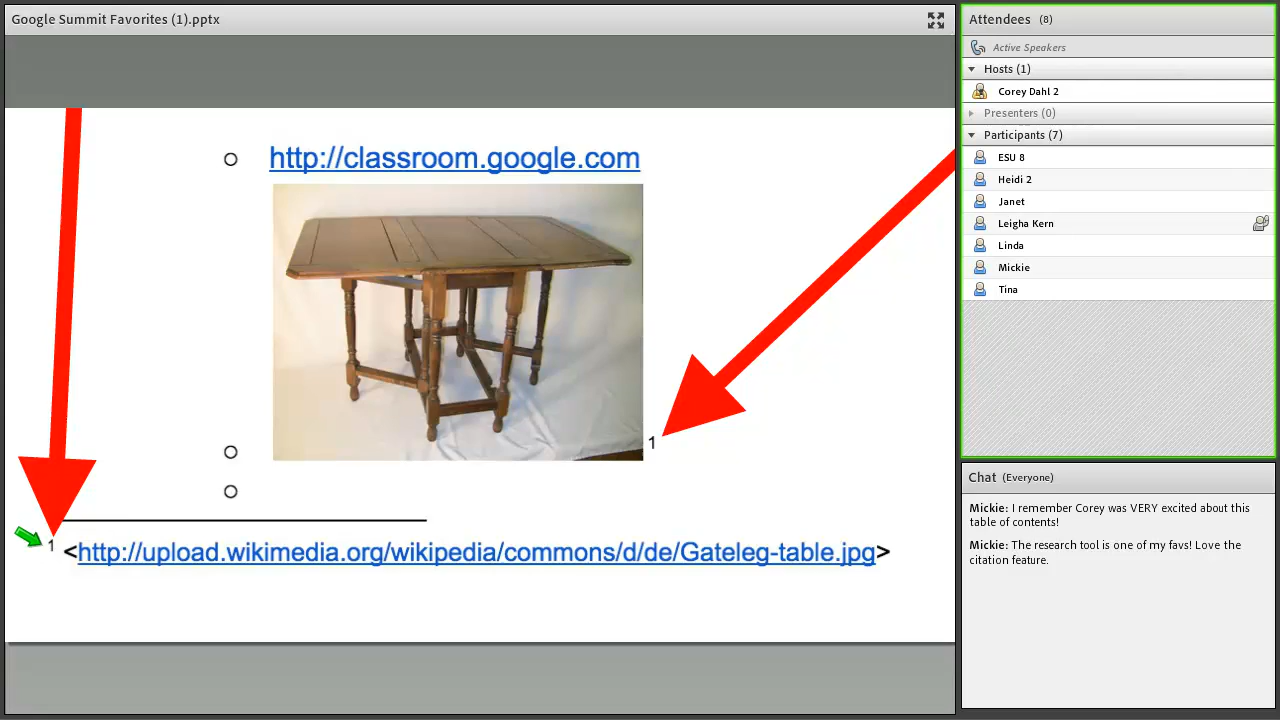 Google Summit Favorites (1).pptx
http://classroom.google.com
1
1 <http://upload.wikimedia.org/wikipedia/commons/d/de/Gateleg-table.jpg>
Attendees (8)
Active Speakers
Hosts (1)
Corey Dahl 2
Presenters (0)
Participants (7)
ESU 8
Heidi 2
Janet
Leigha Kern
Linda
Mickie
Tina
Chat (Everyone)
Mickie: I remember Corey was VERY excited about this
table of contents!
Mickie: The research tool is one of my favs! Love the
citation feature.